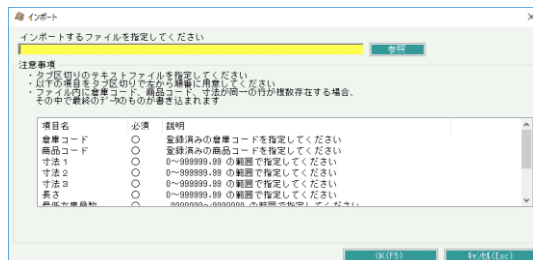 インポート
インポートするファイルを指定してください
参照
注意事項
・タブ区切りのテキストファイルを指定してください
・以下の項目をタブ区切りで左から順番に用意してください
・ファイル内に倉庫コード、商品コード、寸法が同一の行が複数存在する場合、
その中で最終のデータのものが書き込まれます
項目名 必須 説明
倉庫コード ○ 登録済みの倉庫コードを指定してください
商品コード ○ 登録済みの商品コードを指定してください
寸法1 ○ 0~999999.99 の範囲で指定してください
寸法2 ○ 0~999999.99 の範囲で指定してください
寸法3 ○ 0~999999.99 の範囲で指定してください
長さ ○ 0~999999.99 の範囲で指定してください
OK(F5) キャンセル(Esc)